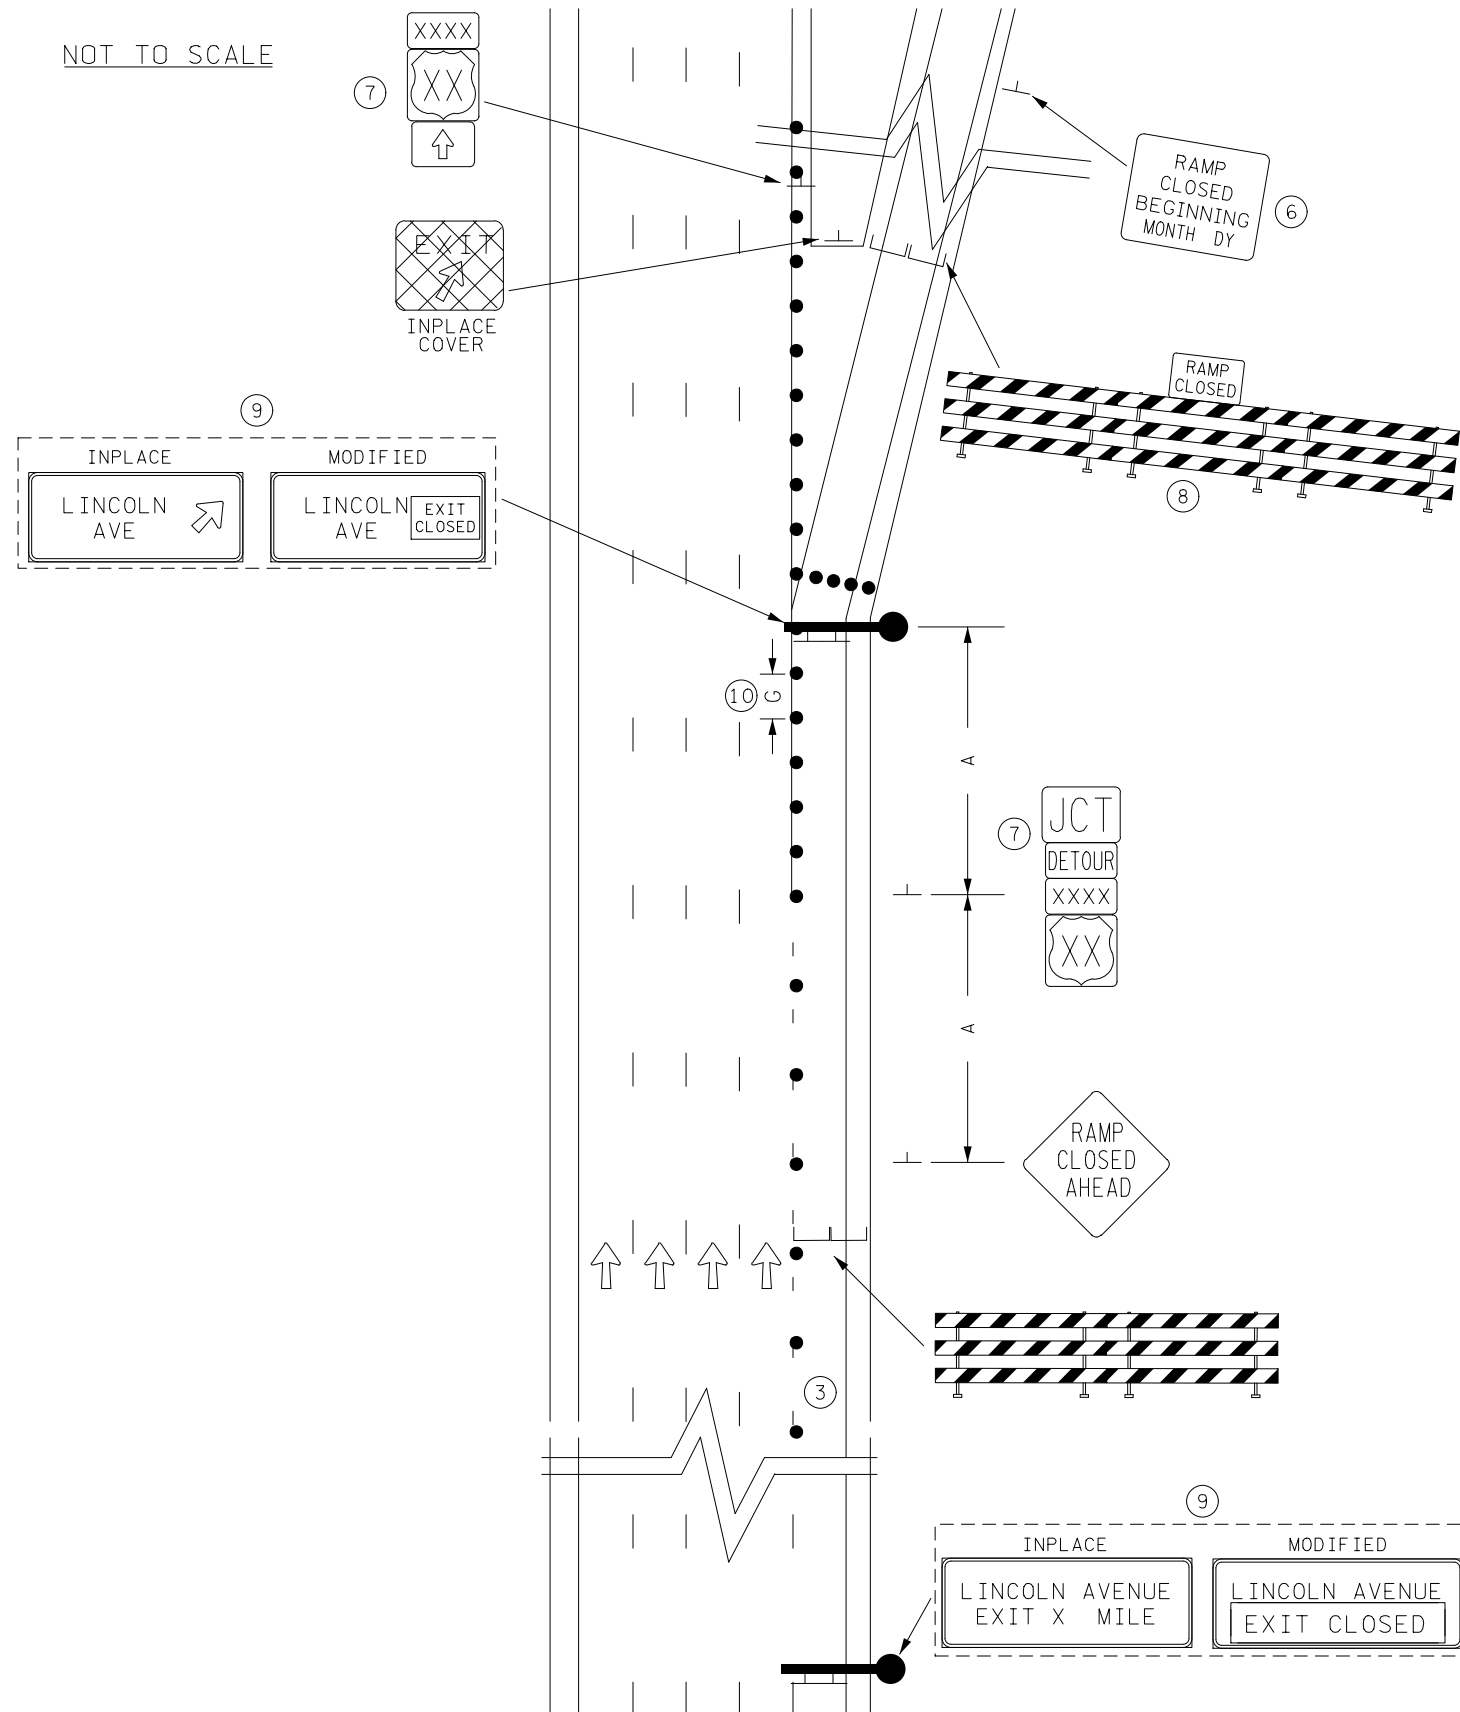 NOT TO SCALE
7
XXXX
XX
EXIT
INPLACE
COVER
RAMP
CLOSED
BEGINNING
MONTH DY
6
RAMP
CLOSED
8
9
INPLACE
LINCOLN
AVE
MODIFIED
LINCOLN
AVE
EXIT
CLOSED
10
G
A
7
JCT
DETOUR
XXXX
XX
A
RAMP
CLOSED
AHEAD
3
9
INPLACE
LINCOLN AVENUE
EXIT X MILE
MODIFIED
LINCOLN AVENUE
EXIT CLOSED